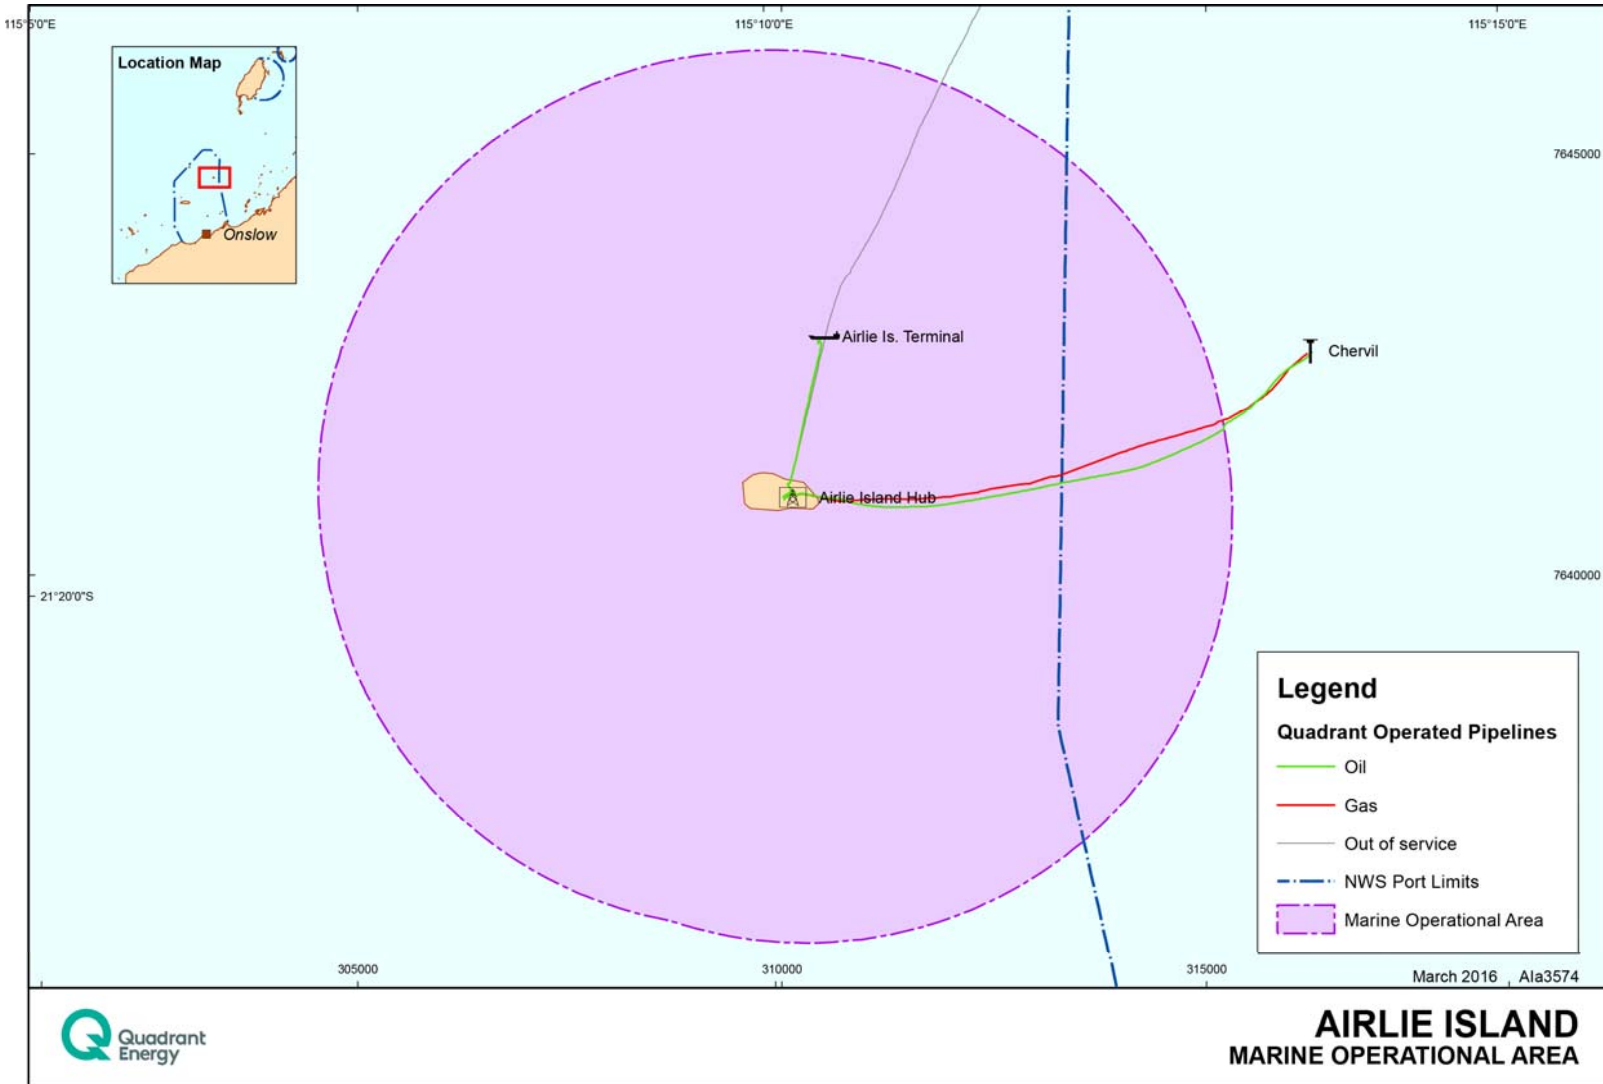 115°5'0"E
115°10'0"E
115°15'0"E
Location Map
Onslow
7645000
Airlie Is. Terminal
Chervil
Airlie Island Hub
7640000
21°20'0"S
Legend
Quadrant Operated Pipelines
Oil
Gas
Out of service
NWS Port Limits
Marine Operational Area
305000
310000
315000
March 2016
Ala3574
Quadrant
Energy
AIRLIE ISLAND
MARINE OPERATIONAL AREA